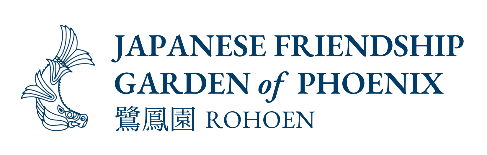 JAPANESE FRIENDSHIP
GARDEN of PHOENIX
鷺鳳園 ROHOEN